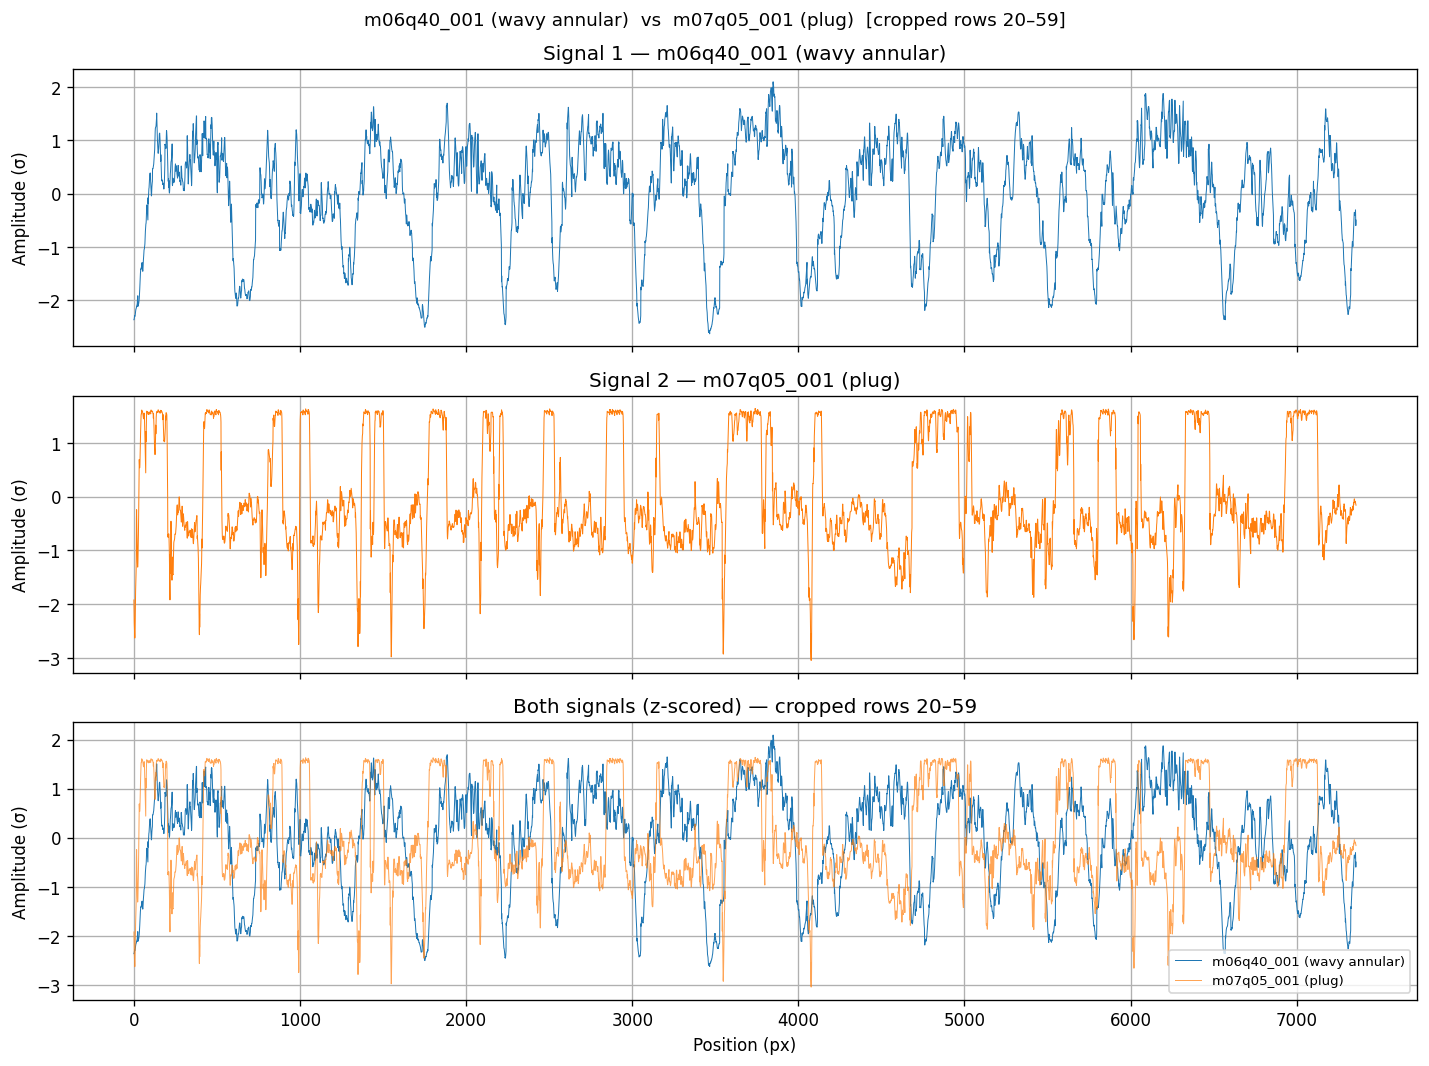 m06q40_001 (wavy annular)  vs  m07q05_001 (plug)  [cropped rows 20–59]
Signal 1 — m06q40_001 (wavy annular)
Amplitude (σ)
2
1
0
−1
−2
Signal 2 — m07q05_001 (plug)
Amplitude (σ)
1
0
−1
−2
−3
Both signals (z-scored) — cropped rows 20–59
Amplitude (σ)
2
1
0
−1
−2
−3
m06q40_001 (wavy annular)
m07q05_001 (plug)
0 1000 2000 3000 4000 5000 6000 7000
Position (px)